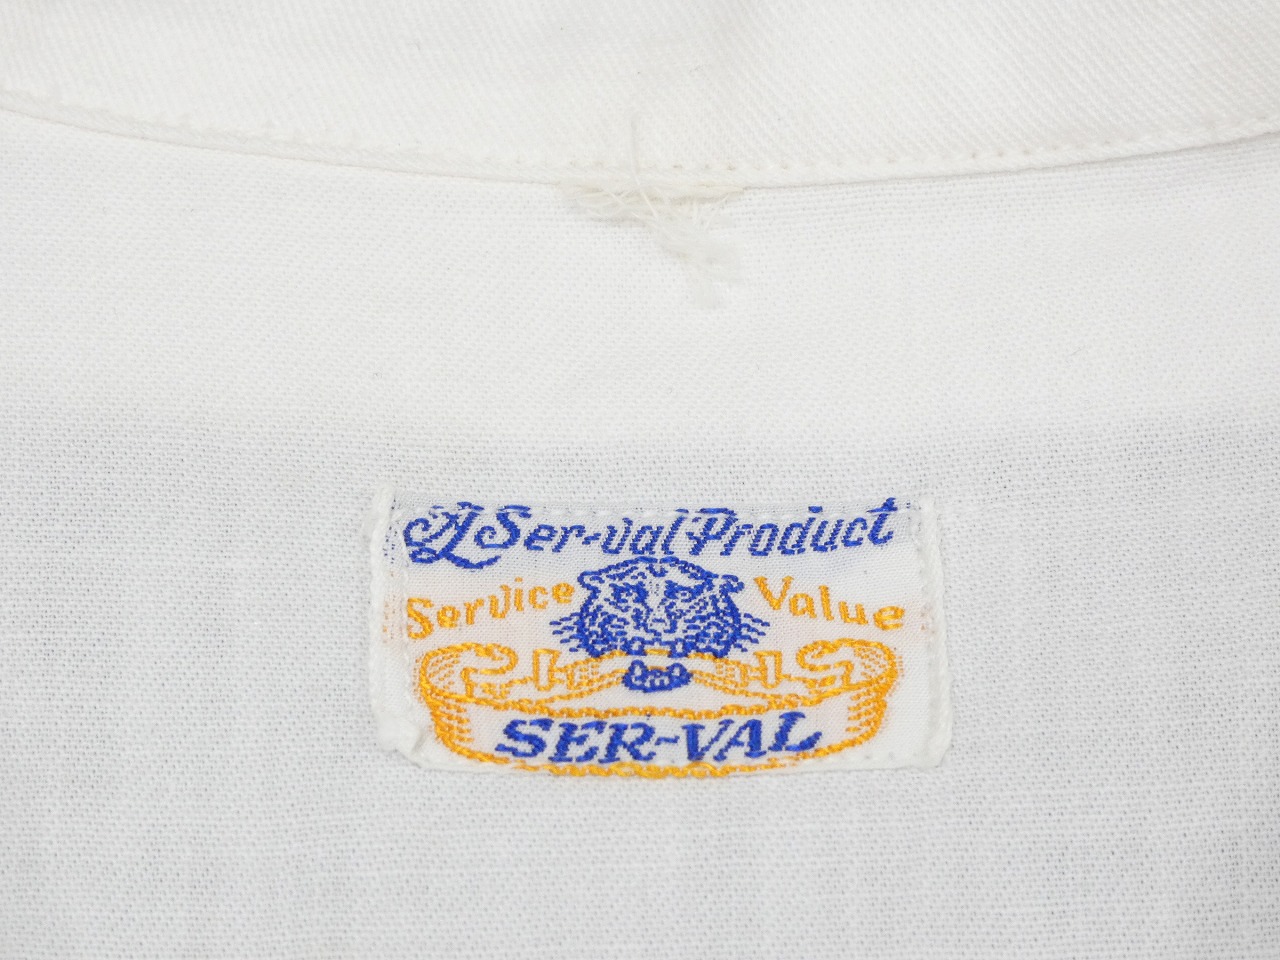 A Ser-val Product
Service Value
SER-VAL